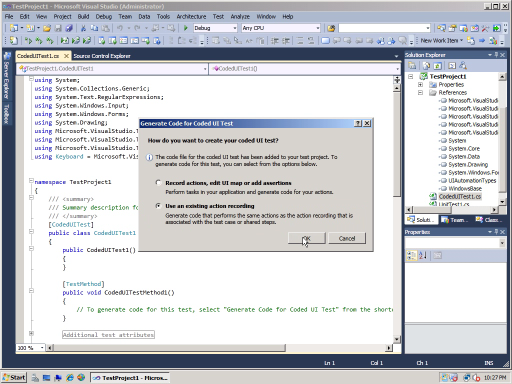 TestProject1 - Microsoft Visual Studio (Administrator)
File Edit View Project Build Debug Team Data Tools Architecture Test Analyze Window Help
Debug Any CPU
New Work Item
CodedUITest1.cs Source Control Explorer
TestProject1.CodedUITest1 CodedUITest1()
using System;
using System.Collections.Generic;
using System.Text.RegularExpressions;
using System.Windows.Input;
using System.Windows.Forms;
using System.Drawing;
using Microsoft.VisualStudio.T
using Microsoft.VisualStudio.T
using Microsoft.VisualStudio.T
using Keyboard = Microsoft.Vis
namespace TestProject1
{
/// <summary>
/// Summary description fo
/// </summary>
[CodedUITest]
public class CodedUITest1
{
public CodedUITest1()
{
}
[TestMethod]
public void CodedUITestMethod1()
{
// To generate code for this test, select "Generate Code for Coded UI Test" from the shortc
}
Additional test attributes
100 %
Generate Code for Coded UI Test
How do you want to create your coded UI test?
The code file for the coded UI test has been added to your test project. To
generate code for this test, you can select from the options below.
Record actions, edit UI map or add assertions
Perform tasks in your application and generate code for your actions.
Use an existing action recording
Generate code that performs the same actions as the action recording that is
associated with the test case or shared steps.
OK Cancel
Server Explorer
Toolbox
Solution Explorer
TestProject1
Properties
References
Microsoft.VisualStud
Microsoft.VisualStud
Microsoft.VisualStud
Microsoft.VisualStud
System
System.Core
System.Data
System.Drawing
System.Windows.Fo
UIAutomationTypes
WindowsBase
CodedUITest1.cs
UnitTest1.cs
Soluti... Team... Class...
Properties
Ln 1 Col 1 Ch 1 INS
Start TestProject1 - Micros... 10:27 PM